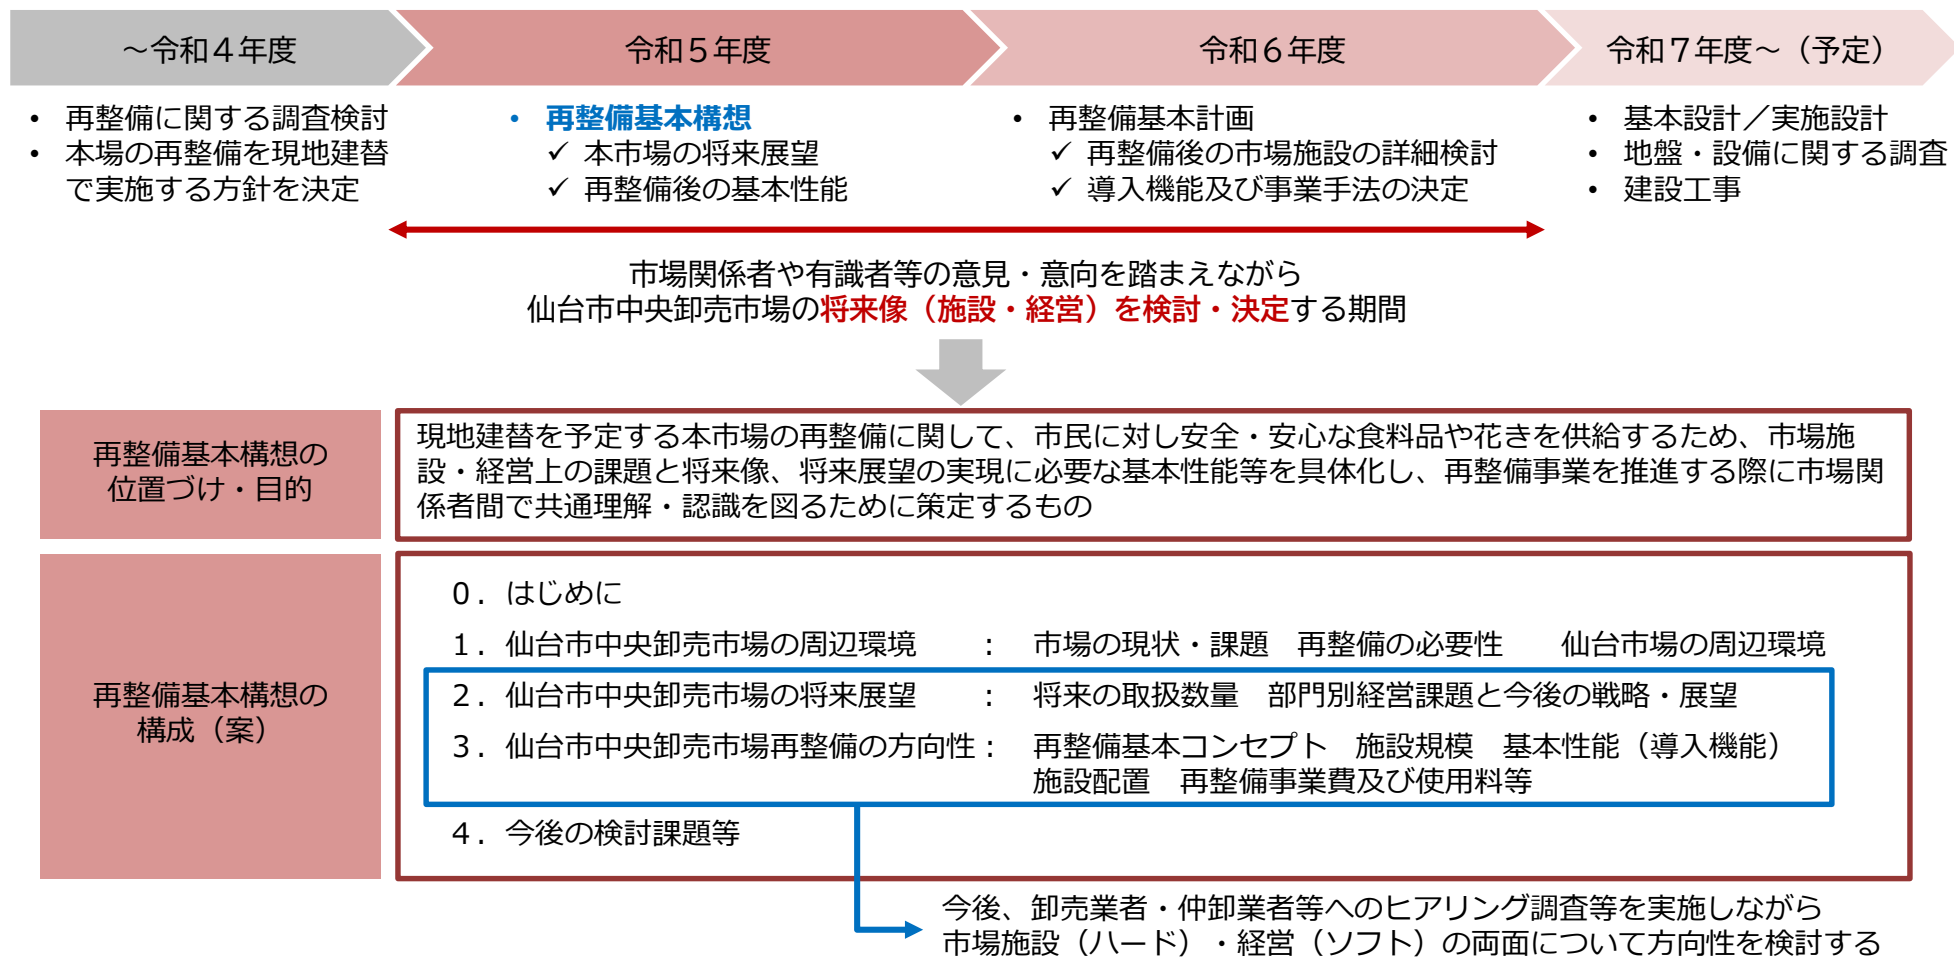 ～令和４年度
令和５年度
令和６年度
令和７年度～（予定）
• 再整備に関する調査検討
• 本場の再整備を現地建替
で実施する方針を決定
• 再整備基本構想
✓ 本市場の将来展望
✓ 再整備後の基本性能
• 再整備基本計画
✓ 再整備後の市場施設の詳細検討
✓ 導入機能及び事業手法の決定
• 基本設計／実施設計
• 地盤・設備に関する調査
• 建設工事
市場関係者や有識者等の意見・意向を踏まえながら
仙台市中央卸売市場の将来像（施設・経営）を検討・決定する期間
再整備基本構想の
位置づけ・目的
現地建替を予定する本市場の再整備に関して、市民に対し安全・安心な食料品や花きを供給するため、市場施
設・経営上の課題と将来像、将来展望の実現に必要な基本性能等を具体化し、再整備事業を推進する際に市場関
係者間で共通理解・認識を図るために策定するもの
再整備基本構想の
構成（案）
０．はじめに
１．仙台市中央卸売市場の周辺環境　　：　市場の現状・課題　再整備の必要性　　仙台市場の周辺環境
２．仙台市中央卸売市場の将来展望　　：　将来の取扱数量　部門別経営課題と今後の戦略・展望
３．仙台市中央卸売市場再整備の方向性：　再整備基本コンセプト　施設規模　基本性能（導入機能）
施設配置　再整備事業費及び使用料等
４．今後の検討課題等
今後、卸売業者・仲卸業者等へのヒアリング調査等を実施しながら
市場施設（ハード）・経営（ソフト）の両面について方向性を検討する